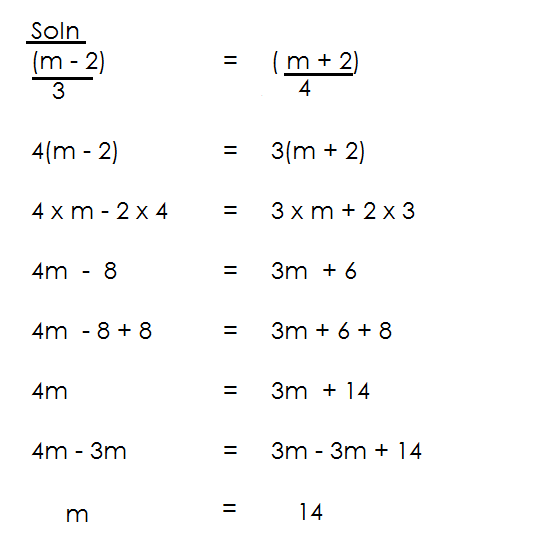 Soln
(m - 2) = ( m + 2)
3 4
4(m - 2) = 3(m + 2)
4 x m - 2 x 4 = 3 x m + 2 x 3
4m - 8 = 3m + 6
4m - 8 + 8 = 3m + 6 + 8
4m = 3m + 14
4m - 3m = 3m - 3m + 14
m = 14